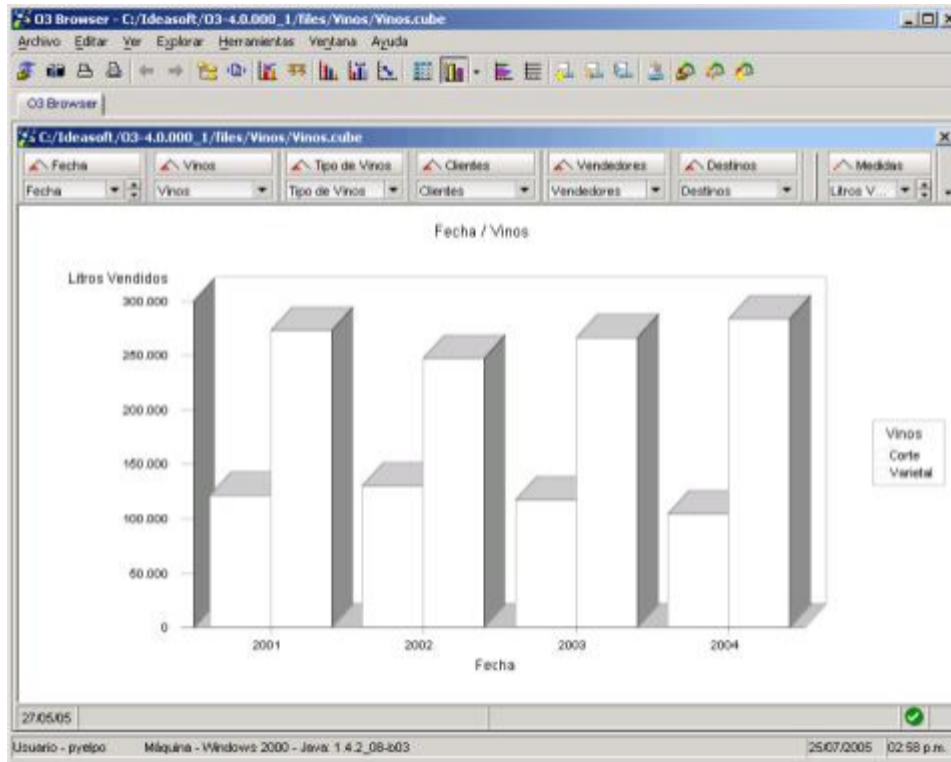 O3 Browser - C:/Ideasoft/O3-4.0.000_1/files/Vinos/Vinos.cube
Archivo Editar Ver Explorar Herramientas Ventana Ayuda
O3 Browser
C:/Ideasoft/O3-4.0.000_1/files/Vinos/Vinos.cube
Fecha Vinos Tipo de Vinos Clientes Vendedores Destinos Medidas
Fecha Vinos Tipo de Vinos Clientes Vendedores Destinos Litros V...
Fecha / Vinos
Litros Vendidos
300.000
250.000
200.000
150.000
100.000
50.000
0
2001 2002 2003 2004
Fecha
Vinos
Corte
Varietal
27/05/05
Usuario - pyelpo Máquina - Windows 2000 - Java: 1.4.2_08-b03 25/07/2005 02:58 p.m.